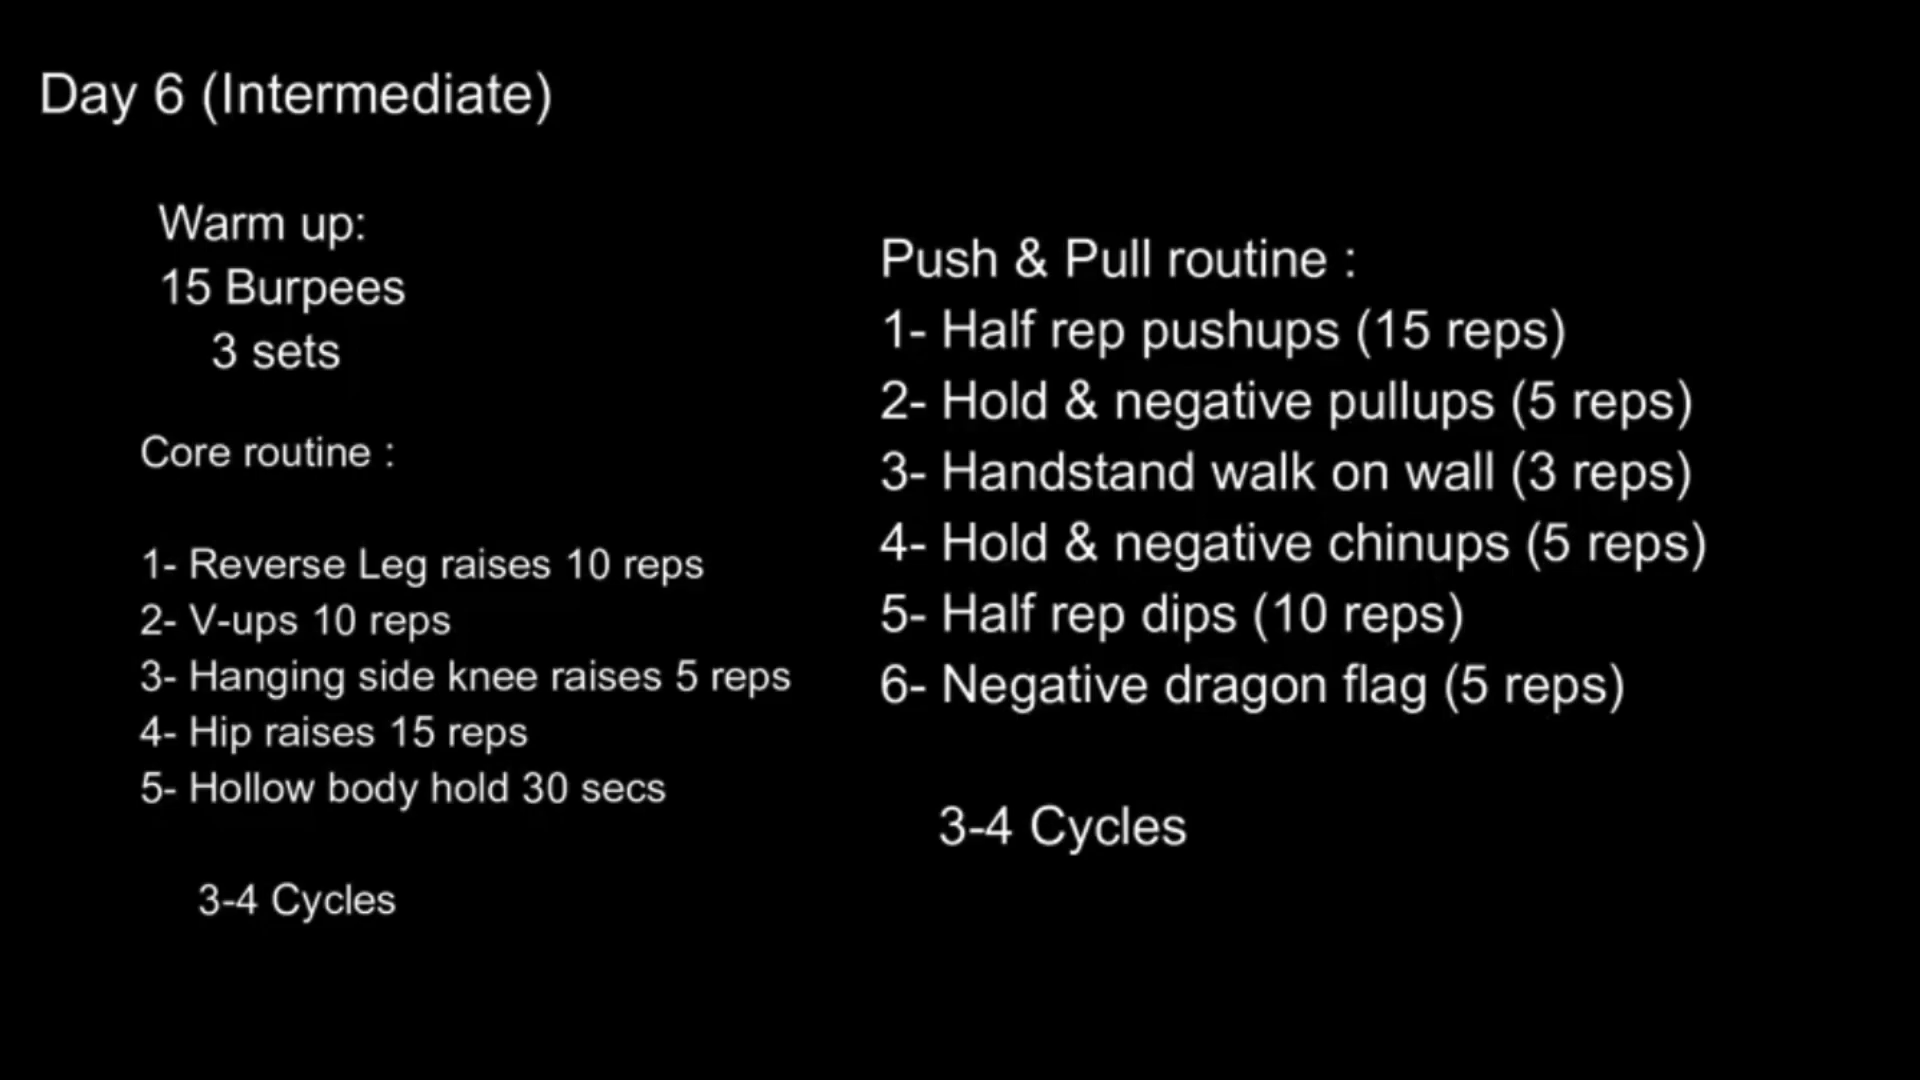 Day 6 (Intermediate)
Warm up:
15 Burpees
3 sets
Core routine :
1- Reverse Leg raises 10 reps
2- V-ups 10 reps
3- Hanging side knee raises 5 reps
4- Hip raises 15 reps
5- Hollow body hold 30 secs
3-4 Cycles
Push & Pull routine :
1- Half rep pushups (15 reps)
2- Hold & negative pullups (5 reps)
3- Handstand walk on wall (3 reps)
4- Hold & negative chinups (5 reps)
5- Half rep dips (10 reps)
6- Negative dragon flag (5 reps)
3-4 Cycles